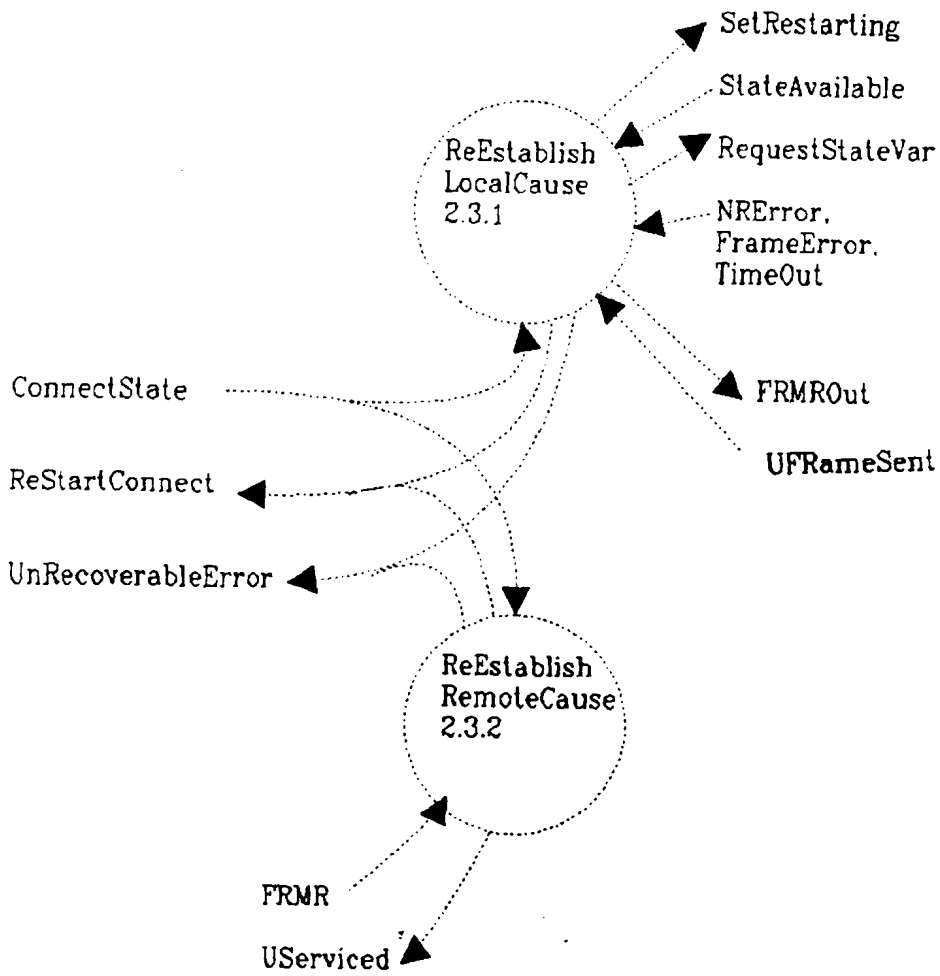 SetRestarting
StateAvailable
ReEstablish
LocalCause
2.3.1
RequestStateVar
NRError,
FrameError,
TimeOut
ConnectState
FRMROut
UFRameSent
ReStartConnect
UnRecoverableError
ReEstablish
RemoteCause
2.3.2
FRMR
UServiced